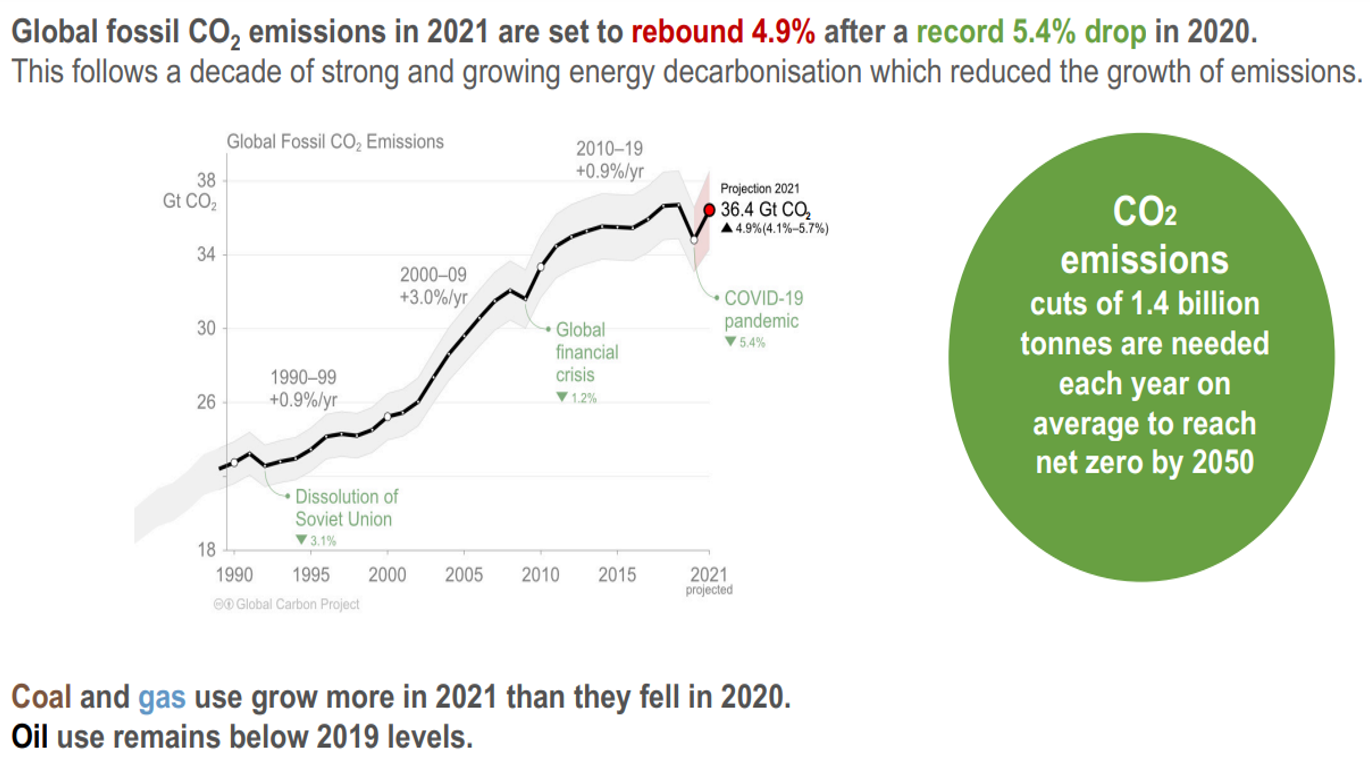 Global fossil CO₂ emissions in 2021 are set to rebound 4.9% after a record 5.4% drop in 2020.
This follows a decade of strong and growing energy decarbonisation which reduced the growth of emissions.
Global Fossil CO₂ Emissions
38
Gt CO₂
34
30
26
18
1990
1995
2000
2005
2010
2015
2021
projected
1990–99
+0.9%/yr
2000–09
+3.0%/yr
2010–19
+0.9%/yr
Projection 2021
36.4 Gt CO₂
▲ 4.9%(4.1%–5.7%)
COVID-19
pandemic
▼ 5.4%
Global
financial
crisis
▼ 1.2%
Dissolution of
Soviet Union
▼ 3.1%
Global Carbon Project
CO2
emissions
cuts of 1.4 billion
tonnes are needed
each year on
average to reach
net zero by 2050
Coal and gas use grow more in 2021 than they fell in 2020.
Oil use remains below 2019 levels.